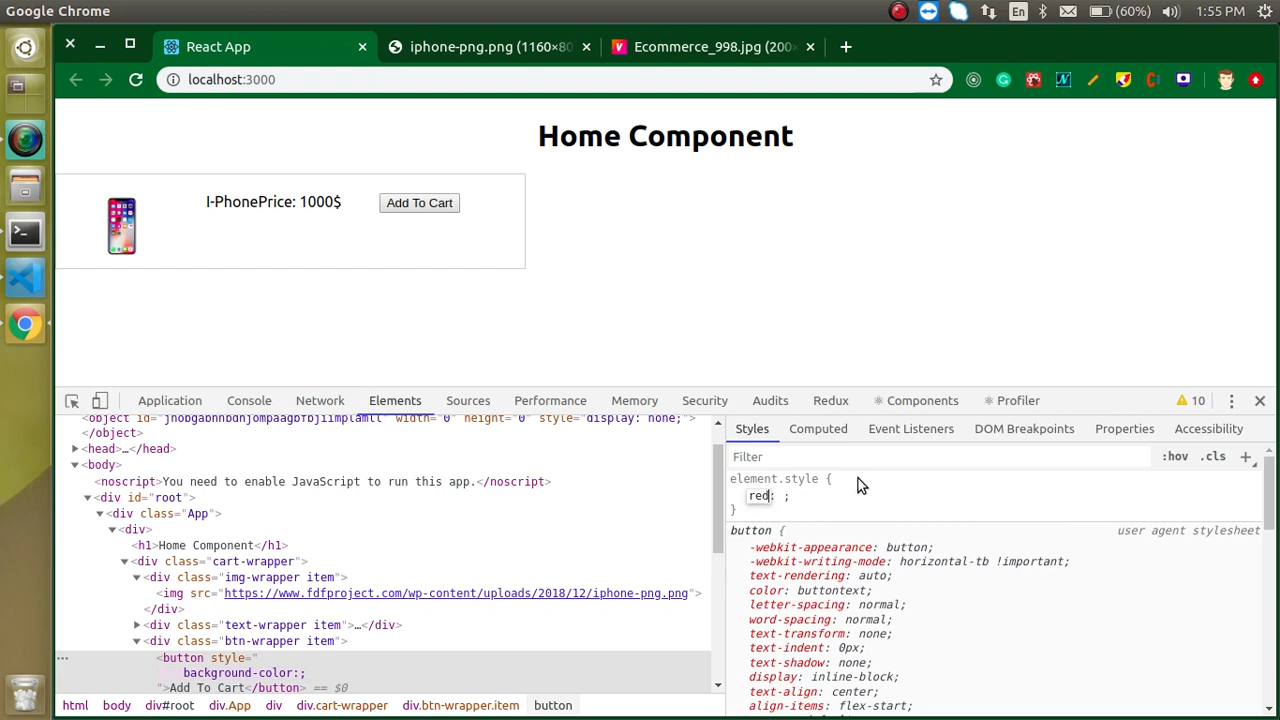 Google Chrome
En
(60%)
1:55 PM
React App
iphone-png.png (1160×80
Ecommerce_998.jpg (200×
localhost:3000
Home Component
I-PhonePrice: 1000$
Add To Cart
Application
Console
Network
Elements
Sources
Performance
Memory
Security
Audits
Redux
Components
Profiler
10
</object>
<head>…</head>
<body>
<noscript>You need to enable JavaScript to run this app.</noscript>
<div id="root">
<div class="App">
<div>
<h1>Home Component</h1>
<div class="cart-wrapper">
<div class="img-wrapper item">
<img src="https://www.fdfproject.com/wp-content/uploads/2018/12/iphone-png.png">
</div>
<div class="text-wrapper item">…</div>
<div class="btn-wrapper item">
<button style="
background-color:;
">Add To Cart</button> == $0
html body div#root div.App div div.cart-wrapper div.btn-wrapper.item button
Styles
Computed
Event Listeners
DOM Breakpoints
Properties
Accessibility
Filter
:hov .cls +
element.style {
red: ;
}
button {
user agent stylesheet
-webkit-appearance: button;
-webkit-writing-mode: horizontal-tb !important;
text-rendering: auto;
color: buttontext;
letter-spacing: normal;
word-spacing: normal;
text-transform: none;
text-indent: 0px;
text-shadow: none;
display: inline-block;
text-align: center;
align-items: flex-start;